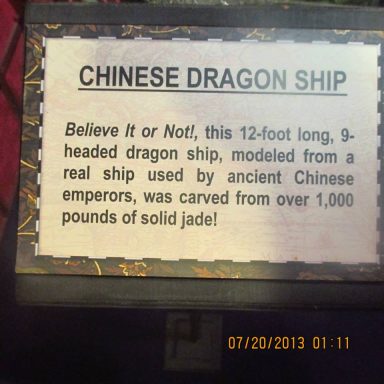 CHINESE DRAGON SHIP
Believe It or Not!, this 12-foot long, 9-
headed dragon ship, modeled from a
real ship used by ancient Chinese
emperors, was carved from over 1,000
pounds of solid jade!
07/20/2013 01:11